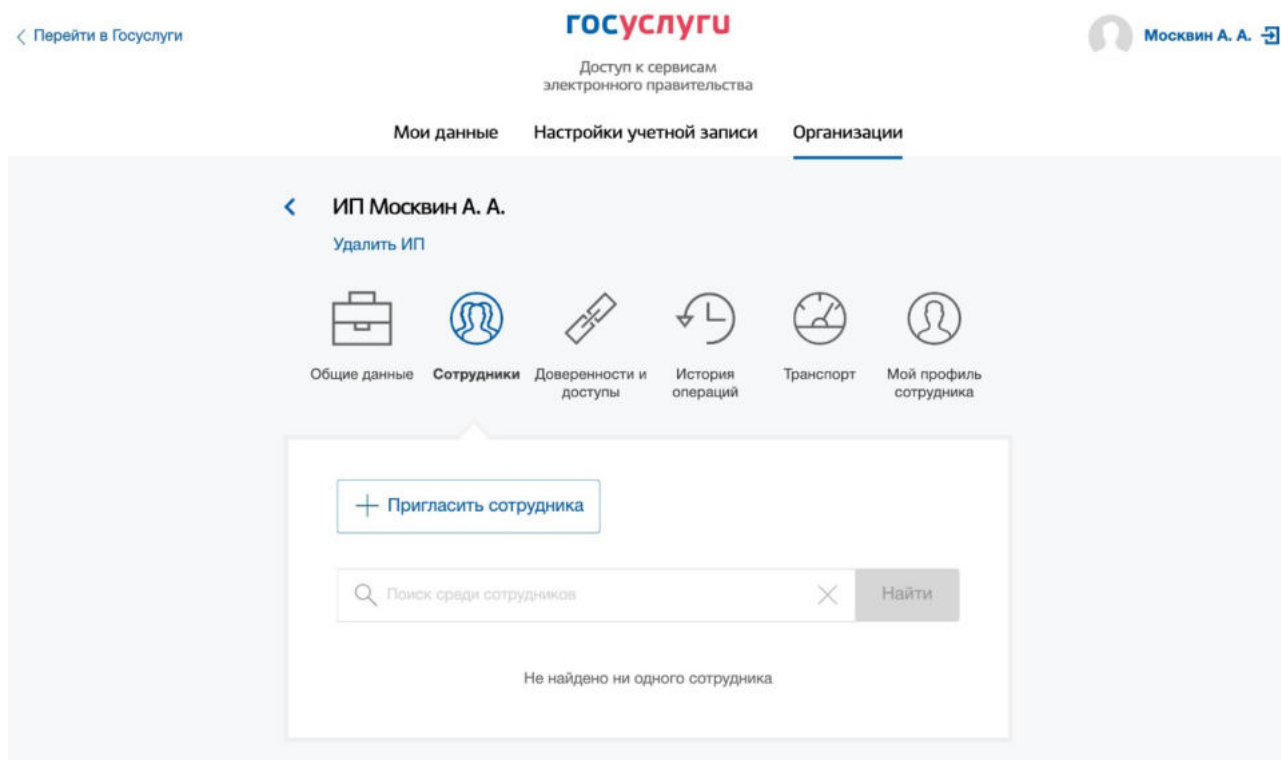 Перейти в Госуслуги
госуслуги
Москвин А. А.
Доступ к сервисам
электронного правительства
Мои данные Настройки учетной записи Организации
ИП Москвин А. А.
Удалить ИП
Общие данные
Сотрудники
Доверенности и
доступы
История
операций
Транспорт
Мой профиль
сотрудника
Пригласить сотрудника
Поиск среди сотрудников
Найти
Не найдено ни одного сотрудника